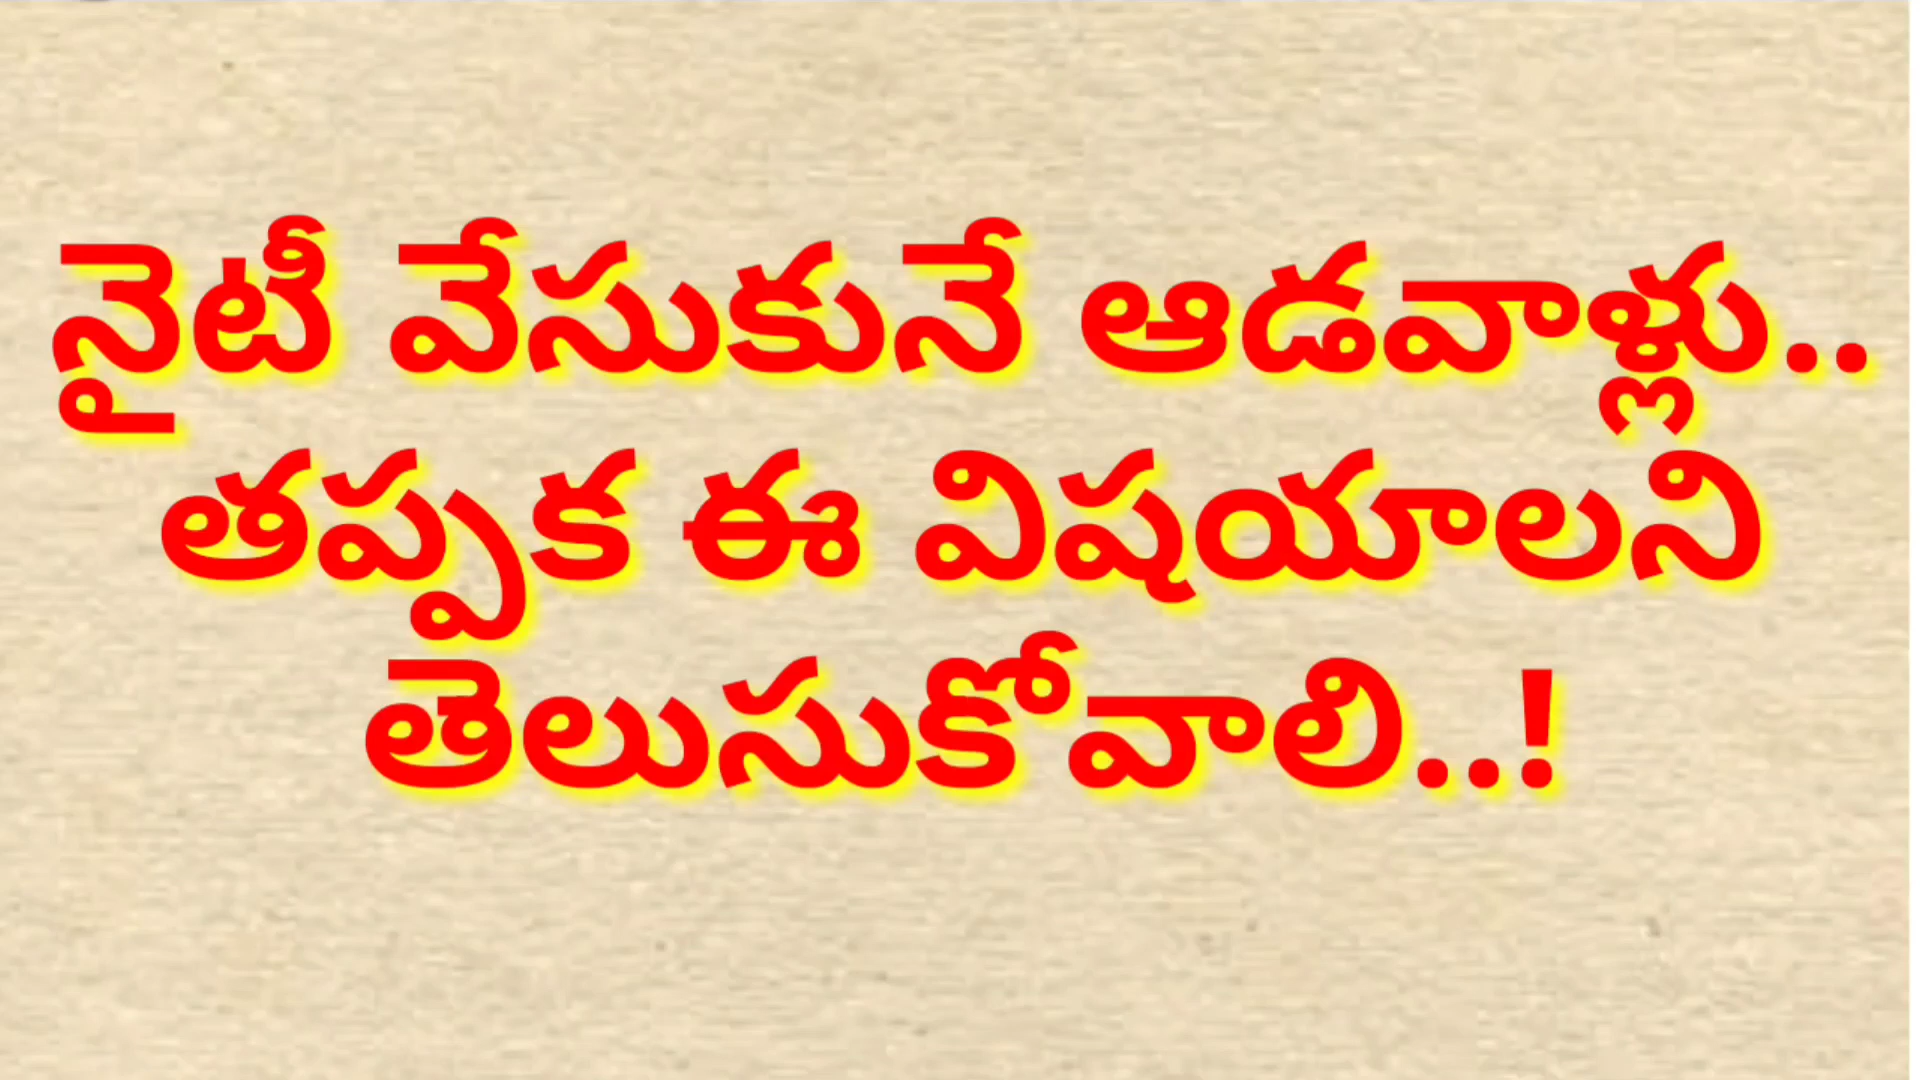 నైటీ వేసుకునే ఆడవాళ్లు..
తప్పక ఈ విషయాలని
తెలుసుకోవాలి..!